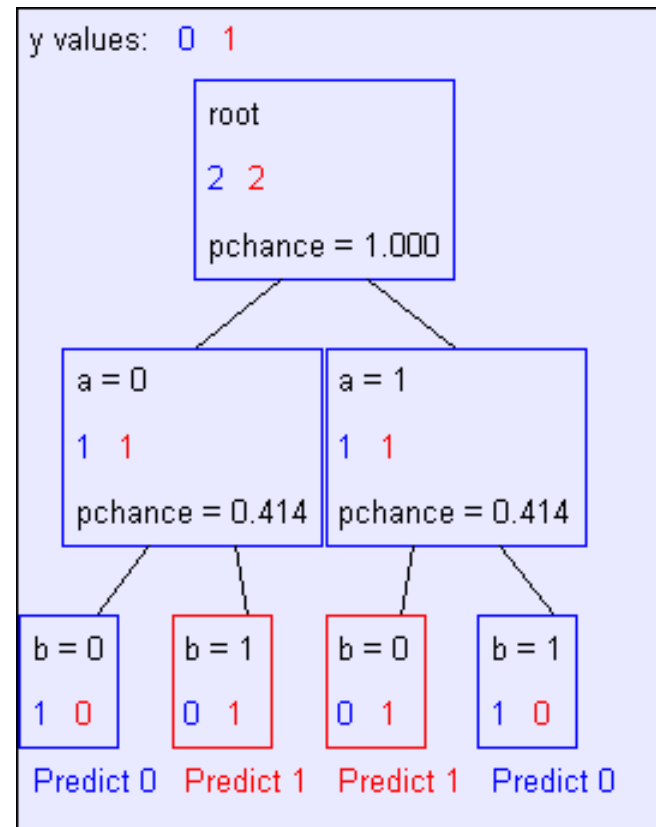 y values: 0 1
root
2 2
pchance = 1.000
a = 0
1 1
pchance = 0.414
a = 1
1 1
pchance = 0.414
b = 0
1 0
Predict 0
b = 1
0 1
Predict 1
b = 0
0 1
Predict 1
b = 1
1 0
Predict 0